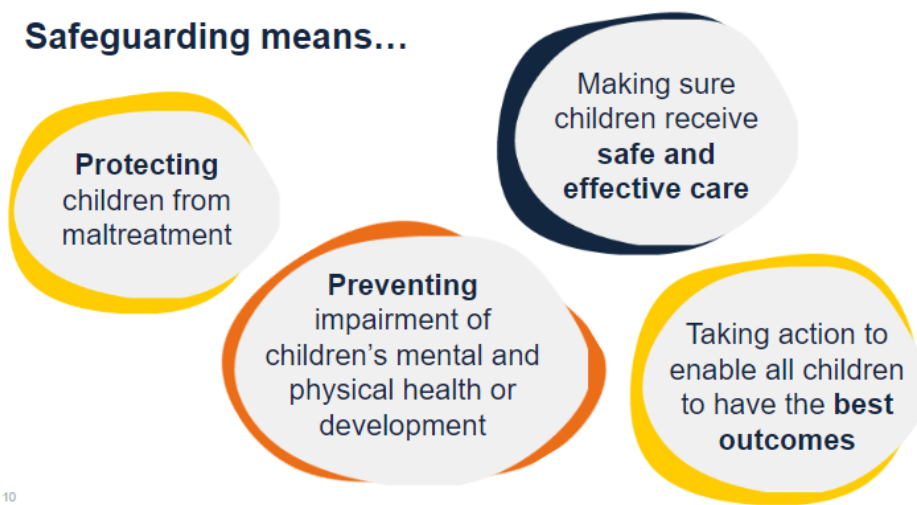 Safeguarding means…
Protecting
children from
maltreatment
Making sure
children receive
safe and
effective care
Preventing
impairment of
children’s mental and
physical health or
development
Taking action to
enable all children
to have the best
outcomes
10